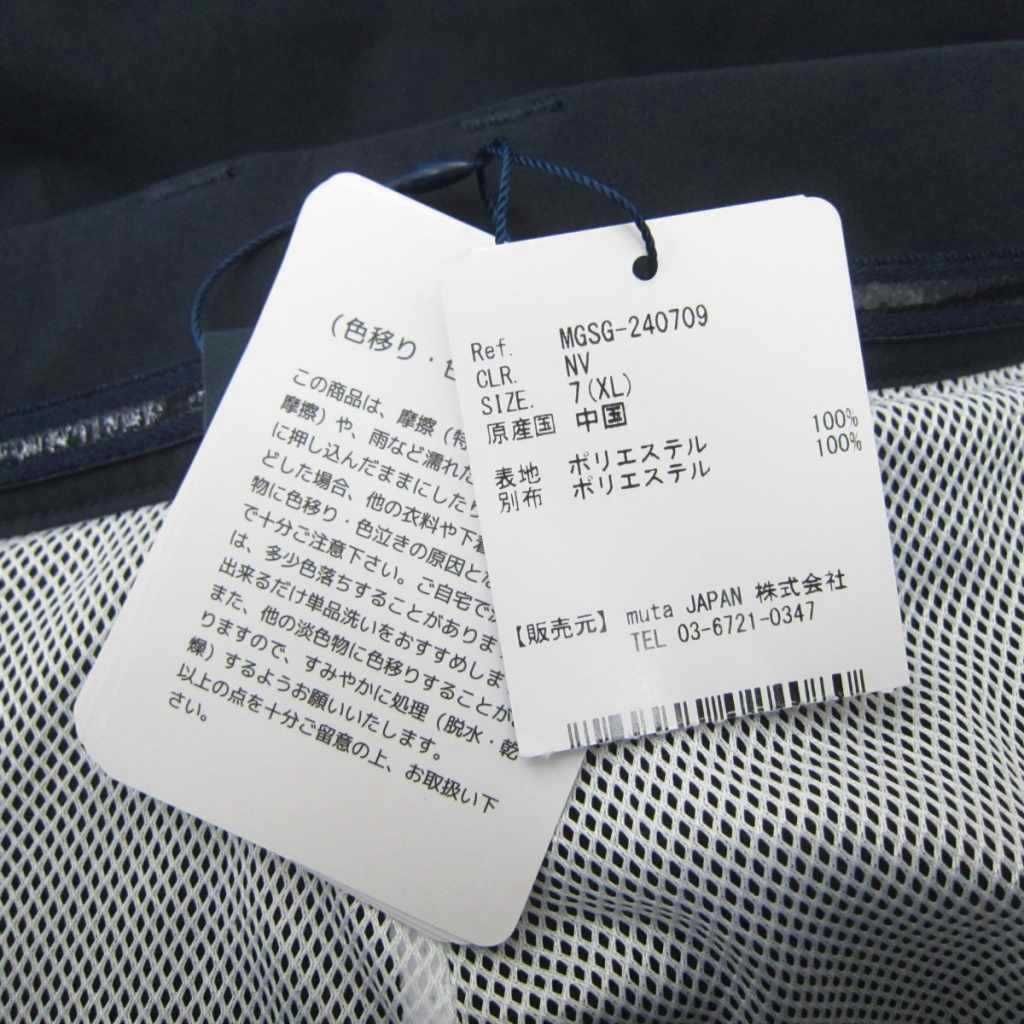 (色移り・色
この商品は、摩擦(特
摩擦)や、雨など濡れた
に押し込んだままにしたり
どした場合、他の衣料や下着
物に色移り・色泣きの原因とな
で十分ご注意下さい。ご自宅で
は、多少色落ちすることがありま
出来るだけ単品洗いをおすすめしま
また、他の淡色物に色移りすることが
りますので、すみやかに処理(脱水・乾
燥)するようお願いいたします。
以上の点を十分ご留意の上、お取扱い下
さい。
Ref. MGSG-240709
CLR. NV
SIZE. 7(XL)
原産国 中国
表地 ポリエステル 100%
別布 ポリエステル 100%
【販売元】 muta JAPAN 株式会社
TEL 03-6721-0347